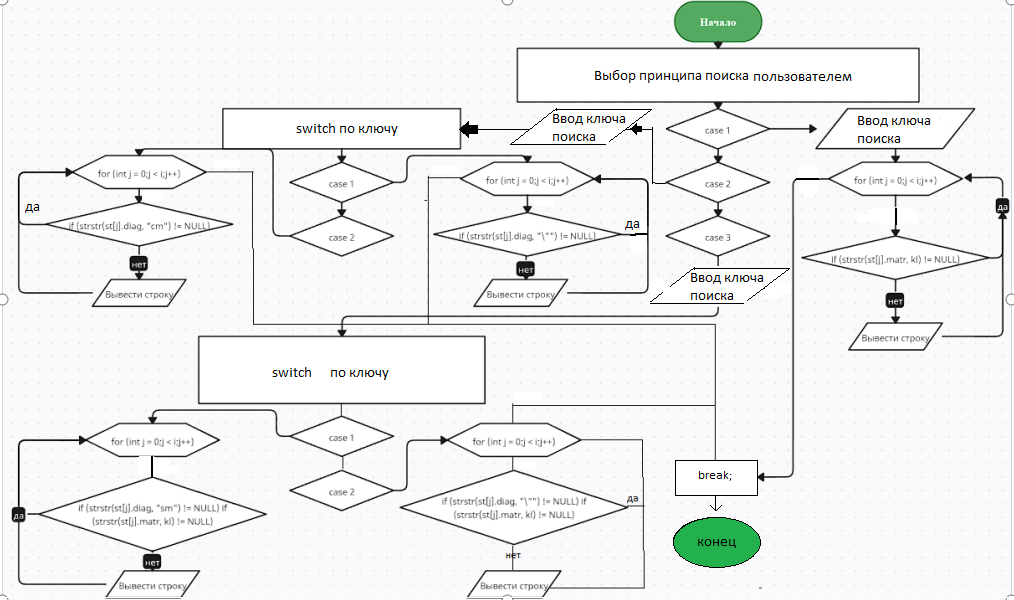 Начало
Выбор принципа поиска пользователем
case 1
Ввод ключа
поиска
Ввод ключа
поиска
switch по ключу
for (int j = 0;j < i;j++)
case 1
for (int j = 0;j < i;j++)
case 2
for (int j = 0;j < i;j++)
да
if (strstr(st[j].diag, "cm") != NULL)
case 2
if (strstr(st[j].diag, "\"") != NULL)
да
case 3
да
if (strstr(st[j].matr, kl) != NULL)
нет
нет
Ввод ключа
поиска
нет
Вывести строку
Вывести строку
Вывести строку
switch по ключу
for (int j = 0;j < i;j++)
case 1
for (int j = 0;j < i;j++)
break;
case 2
if (strstr(st[j].diag, "sm") != NULL) if
(strstr(st[j].matr, kl) != NULL)
да
if (strstr(st[j].diag, "\"") != NULL) if
(strstr(st[j].matr, kl) != NULL)
да
конец
нет
нет
Вывести строку
Вывести строку